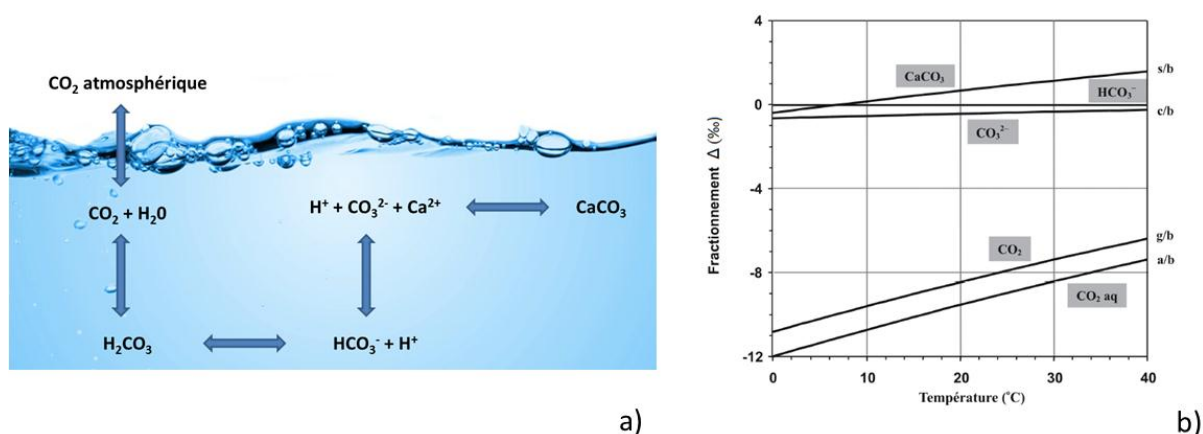 CO₂ atmosphérique
CO₂ + H₂0
H⁺ + CO₃²⁻ + Ca²⁺
CaCO₃
H₂CO₃
HCO₃⁻ + H⁺
a)
4
0
-4
-8
-12
Fractionnement Δ (‰)
CaCO₃
s/b
HCO₃⁻
c/b
CO₃²⁻
g/b
CO₂
a/b
CO₂ aq
0
10
20
30
40
Température (°C)
b)